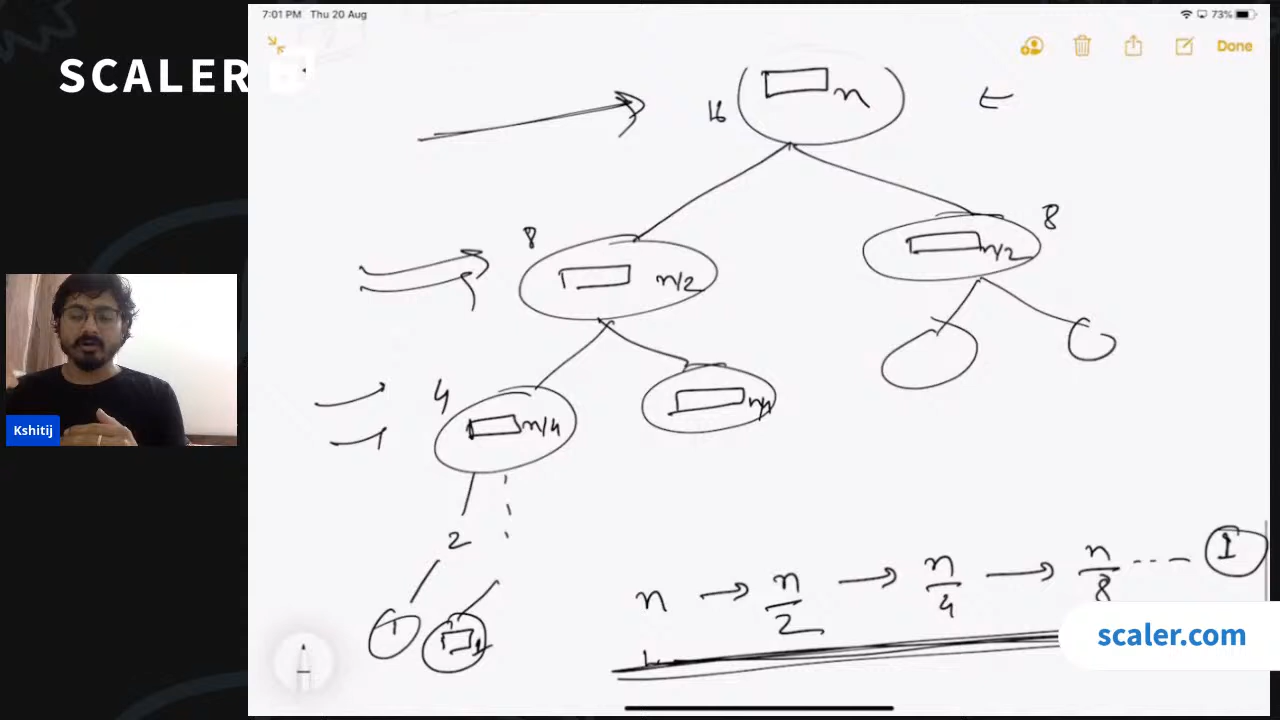 7:01 PM Thu 20 Aug
73%
SCALER
Done
n
16
8
n/2
8
n/2
4
n/4
n/4
2
1
1
n → n/2 → n/4 → n/8 ---- 1
Kshitij
scaler.com